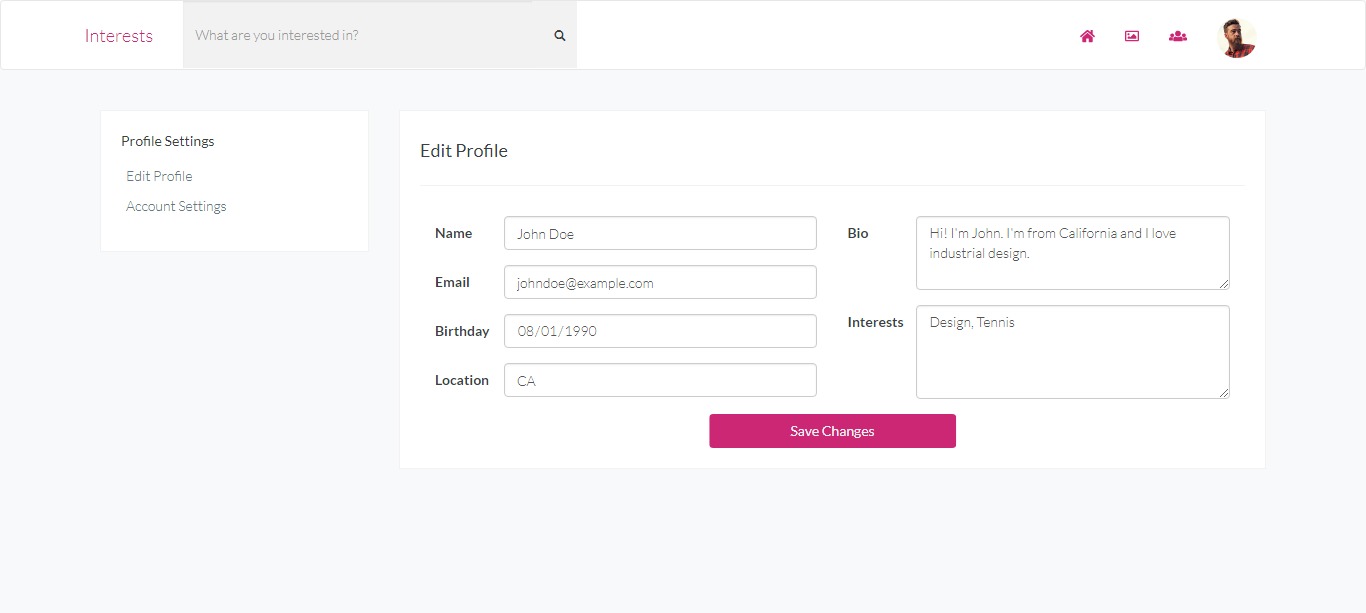 Interests
What are you interested in?
Profile Settings
Edit Profile
Account Settings
Edit Profile
Name
John Doe
Email
johndoe@example.com
Birthday
08/01/1990
Location
CA
Bio
Hi! I'm John. I'm from California and I love
industrial design.
Interests
Design, Tennis
Save Changes